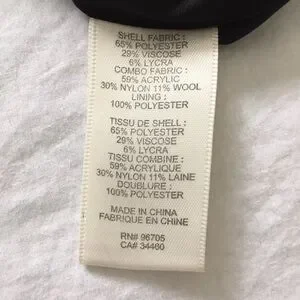 SHELL FABRIC :
65% POLYESTER
29% VISCOSE
6% LYCRA
COMBO FABRIC :
59% ACRYLIC
30% NYLON 11% WOOL
LINING :
100% POLYESTER
TISSU DE SHELL :
65% POLYESTER
29% VISCOSE
6% LYCRA
TISSU COMBINE :
59% ACRYLIQUE
30% NYLON 11% LAINE
DOUBLURE :
100% POLYESTER
MADE IN CHINA
FABRIQUE EN CHINE
RN# 96705
CA# 34460